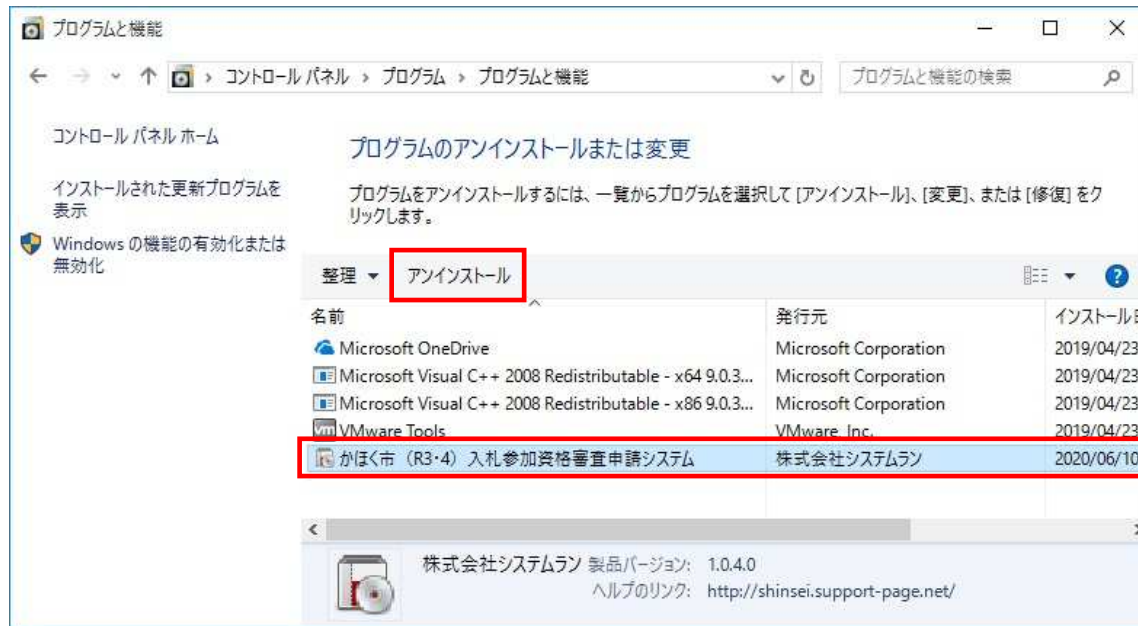 プログラムと機能
コントロール パネル › プログラム › プログラムと機能
プログラムと機能の検索
コントロール パネル ホーム
インストールされた更新プログラムを
表示
Windows の機能の有効化または
無効化
プログラムのアンインストールまたは変更
プログラムをアンインストールするには、一覧からプログラムを選択して [アンインストール]、[変更]、または [修復] をク
リックします。
整理 アンインストール
名前 発行元 インストール
Microsoft OneDrive Microsoft Corporation 2019/04/23
Microsoft Visual C++ 2008 Redistributable - x64 9.0.3... Microsoft Corporation 2019/04/23
Microsoft Visual C++ 2008 Redistributable - x86 9.0.3... Microsoft Corporation 2019/04/23
VMware Tools VMware, Inc. 2019/04/23
かほく市（R3・4）入札参加資格審査申請システム 株式会社システムラン 2020/06/10
株式会社システムラン 製品バージョン: 1.0.4.0
ヘルプのリンク: http://shinsei.support-page.net/